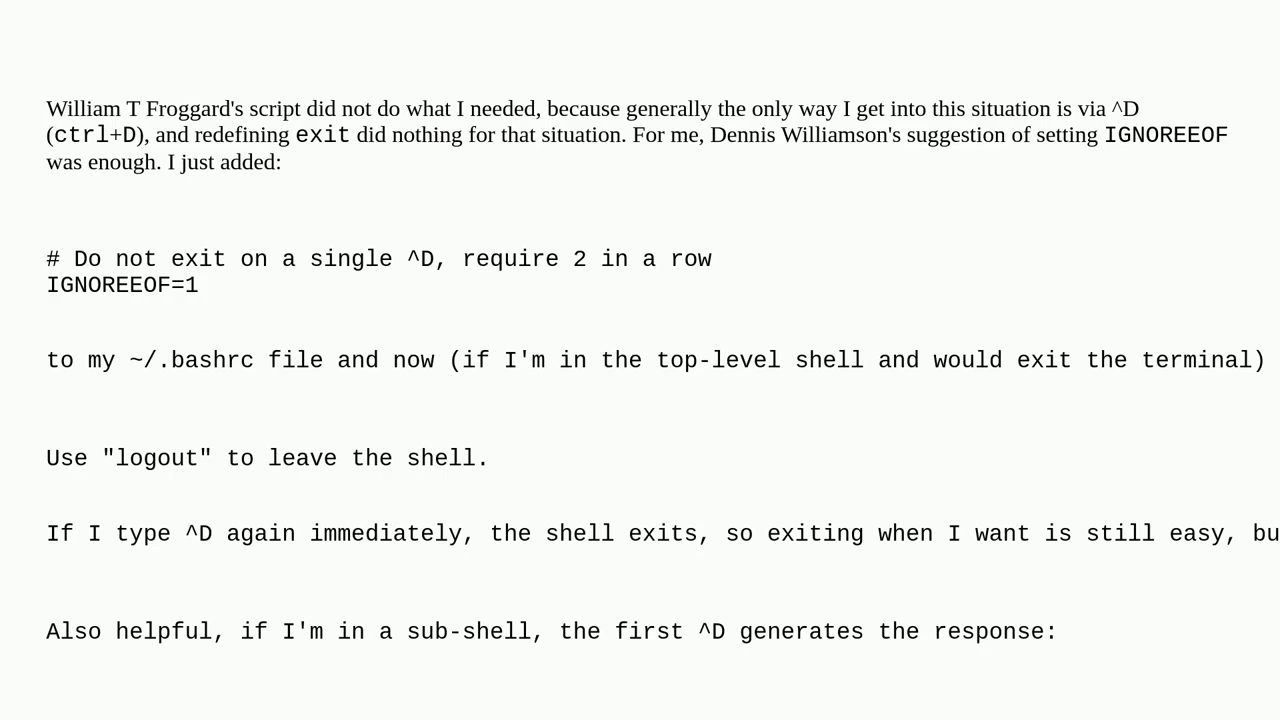 William T Froggard's script did not do what I needed, because generally the only way I get into this situation is via ^D
(ctrl+D), and redefining exit did nothing for that situation. For me, Dennis Williamson's suggestion of setting IGNOREEOF
was enough. I just added:
# Do not exit on a single ^D, require 2 in a row
IGNOREEOF=1
to my ~/.bashrc file and now (if I'm in the top-level shell and would exit the terminal)
Use "logout" to leave the shell.
If I type ^D again immediately, the shell exits, so exiting when I want is still easy,
Also helpful, if I'm in a sub-shell, the first ^D generates the response: